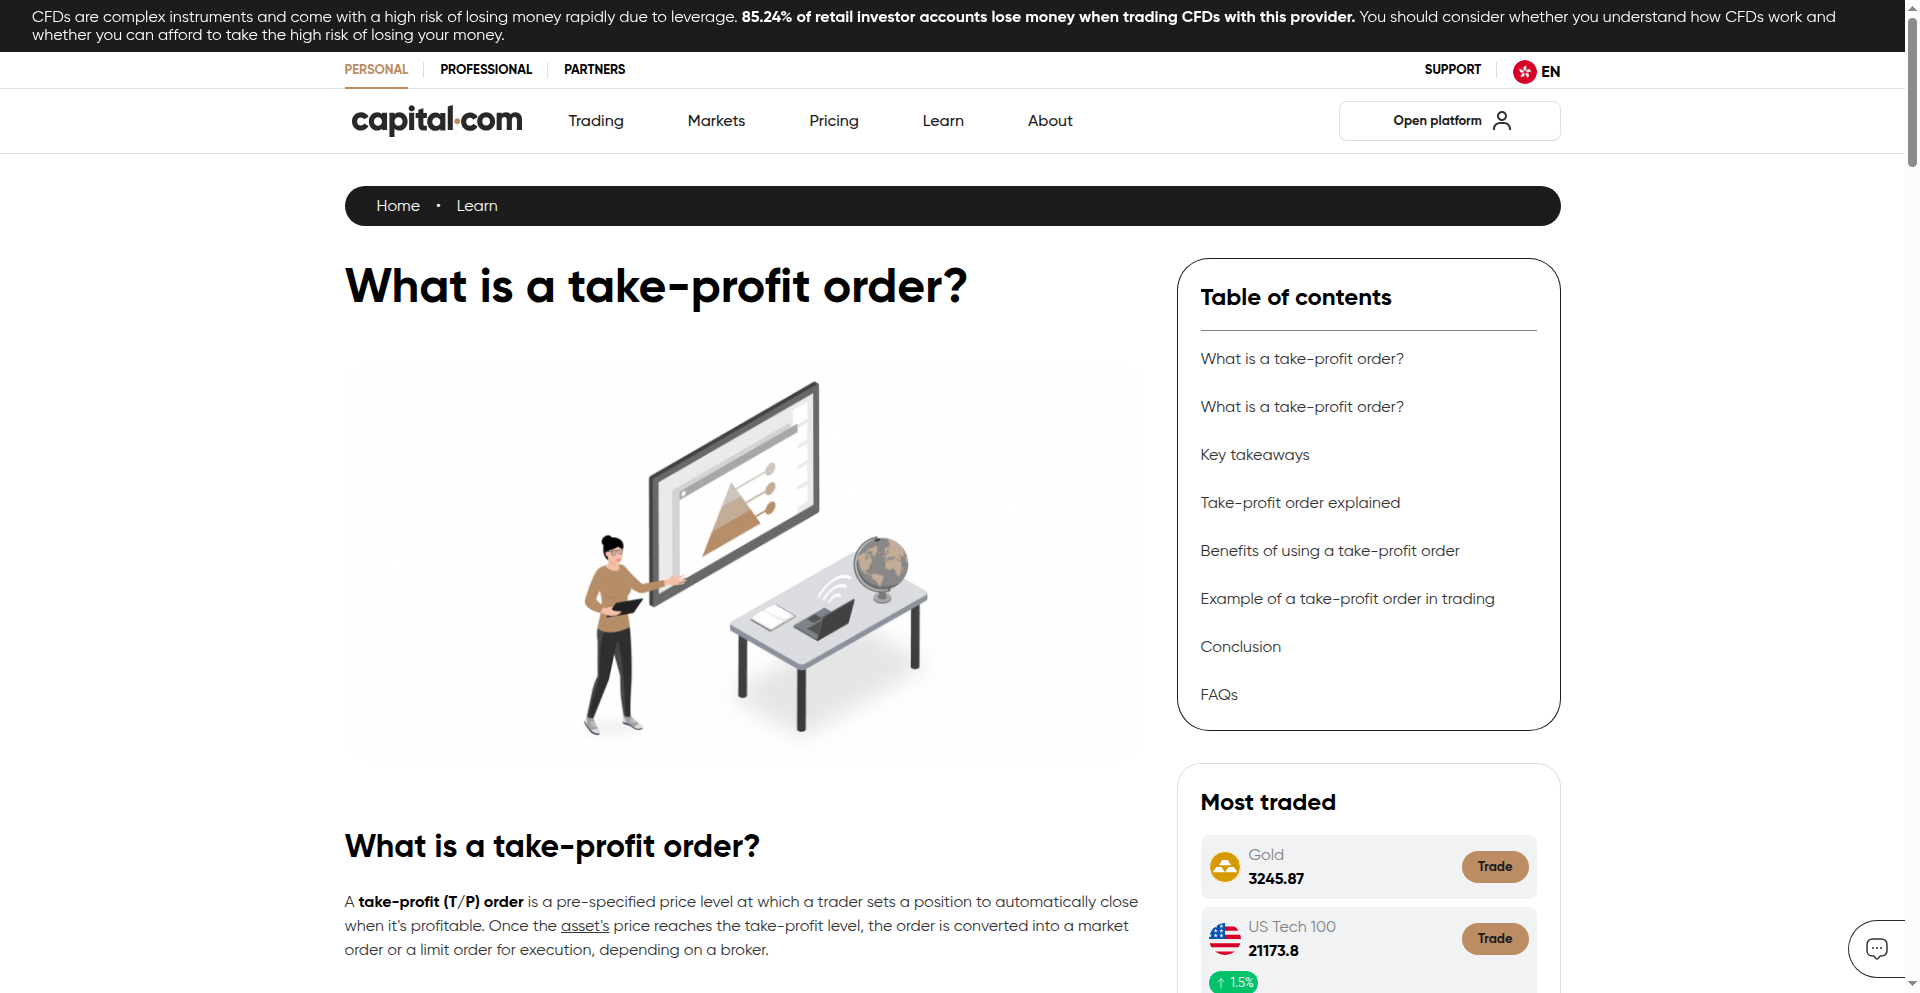 CFDs are complex instruments and come with a high risk of losing money rapidly due to leverage. 85.24% of retail investor accounts lose money when trading CFDs with this provider. You should consider whether you understand how CFDs work and
whether you can afford to take the high risk of losing your money.
PERSONAL PROFESSIONAL PARTNERS SUPPORT EN
capital.com Trading Markets Pricing Learn About Open platform
Home • Learn
What is a take-profit order?
Table of contents
What is a take-profit order?
What is a take-profit order?
Key takeaways
Take-profit order explained
Benefits of using a take-profit order
Example of a take-profit order in trading
Conclusion
FAQs
What is a take-profit order?
A take-profit (T/P) order is a pre-specified price level at which a trader sets a position to automatically close
when it's profitable. Once the asset's price reaches the take-profit level, the order is converted into a market
order or a limit order for execution, depending on a broker.
Most traded
Gold
3245.87
Trade
US Tech 100
21173.8
Trade
↑ 1.5%